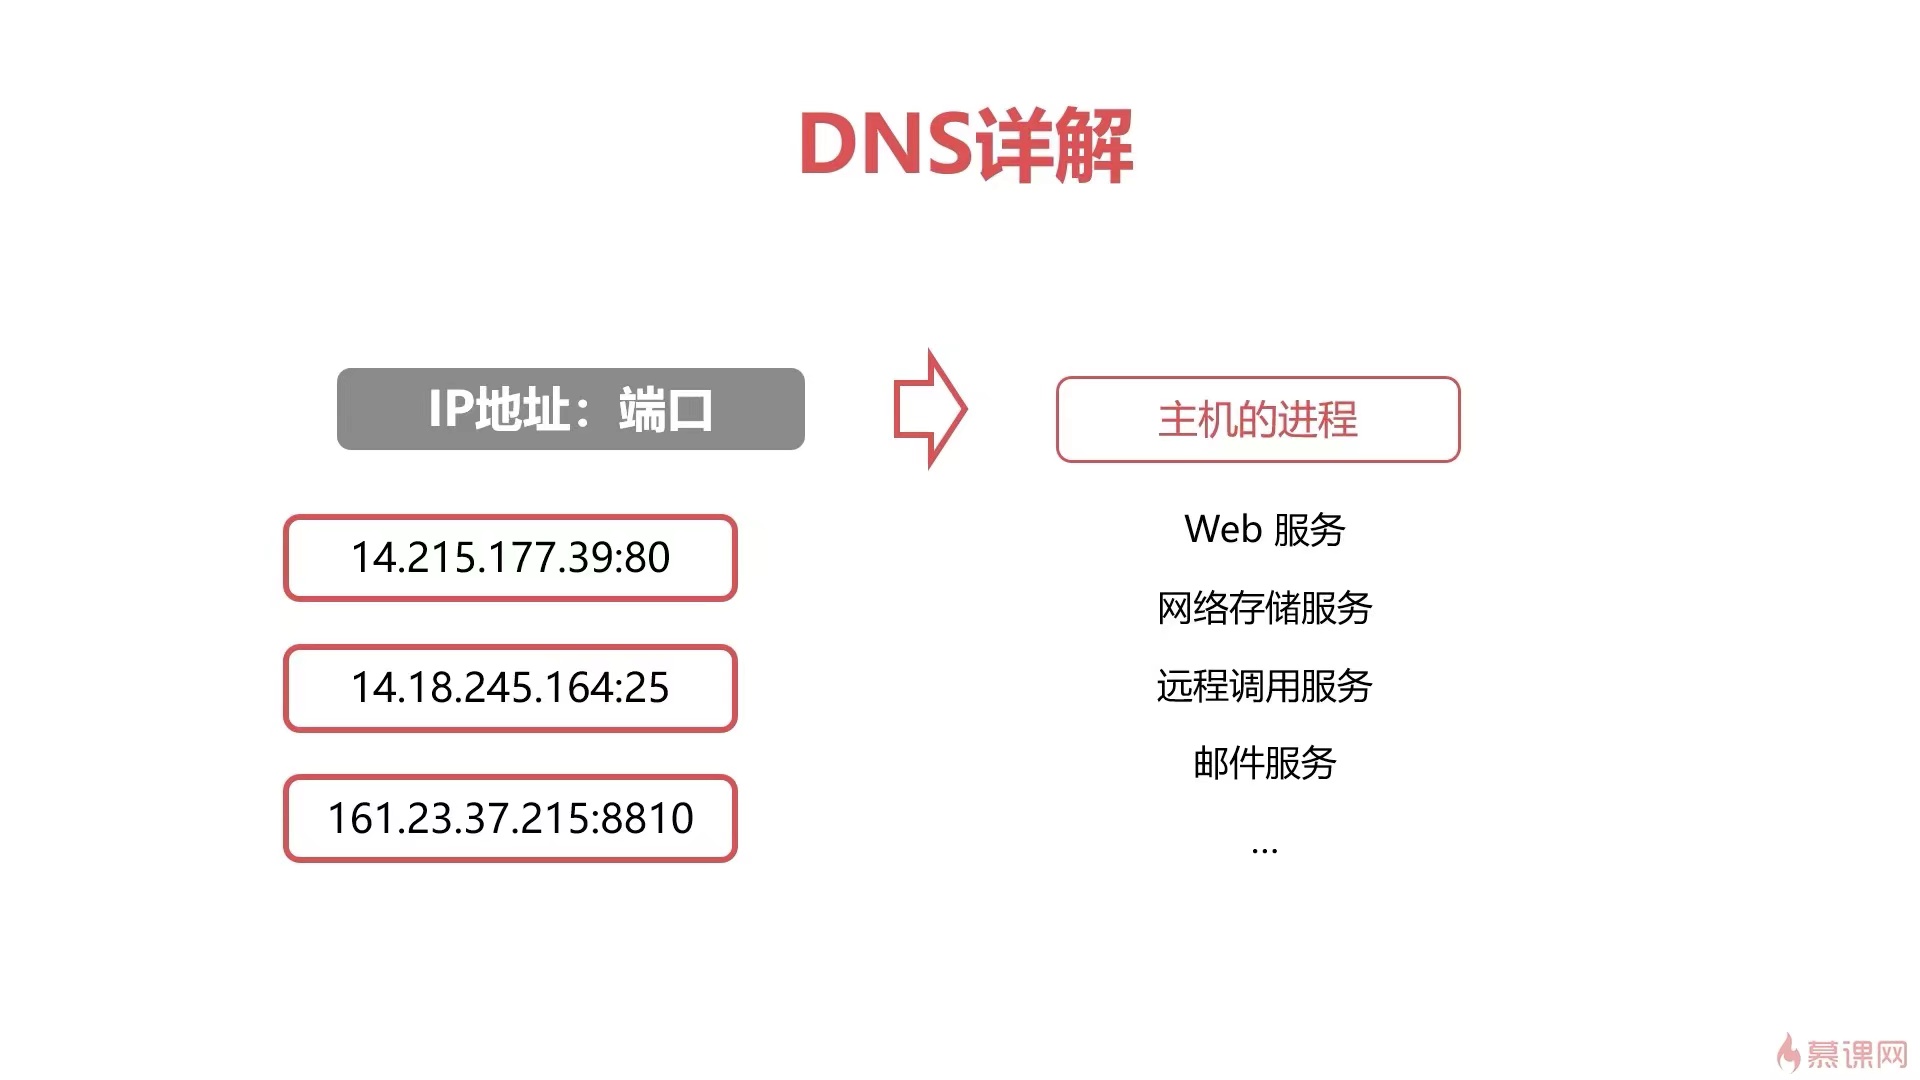 DNS详解
IP地址：端口
主机的进程
14.215.177.39:80
14.18.245.164:25
161.23.37.215:8810
Web 服务
网络存储服务
远程调用服务
邮件服务
...
慕课网